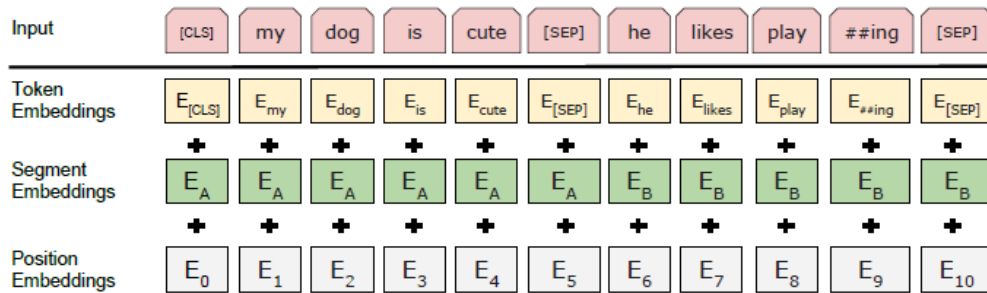 Input [CLS] my dog is cute [SEP] he likes play ##ing [SEP]
Token Embeddings E[CLS] Emy Edog Eis Ecute E[SEP] Ehe Elikes Eplay E##ing E[SEP]
+ + + + + + + + + + +
Segment Embeddings EA EA EA EA EA EA EB EB EB EB EB
+ + + + + + + + + + +
Position Embeddings E0 E1 E2 E3 E4 E5 E6 E7 E8 E9 E10